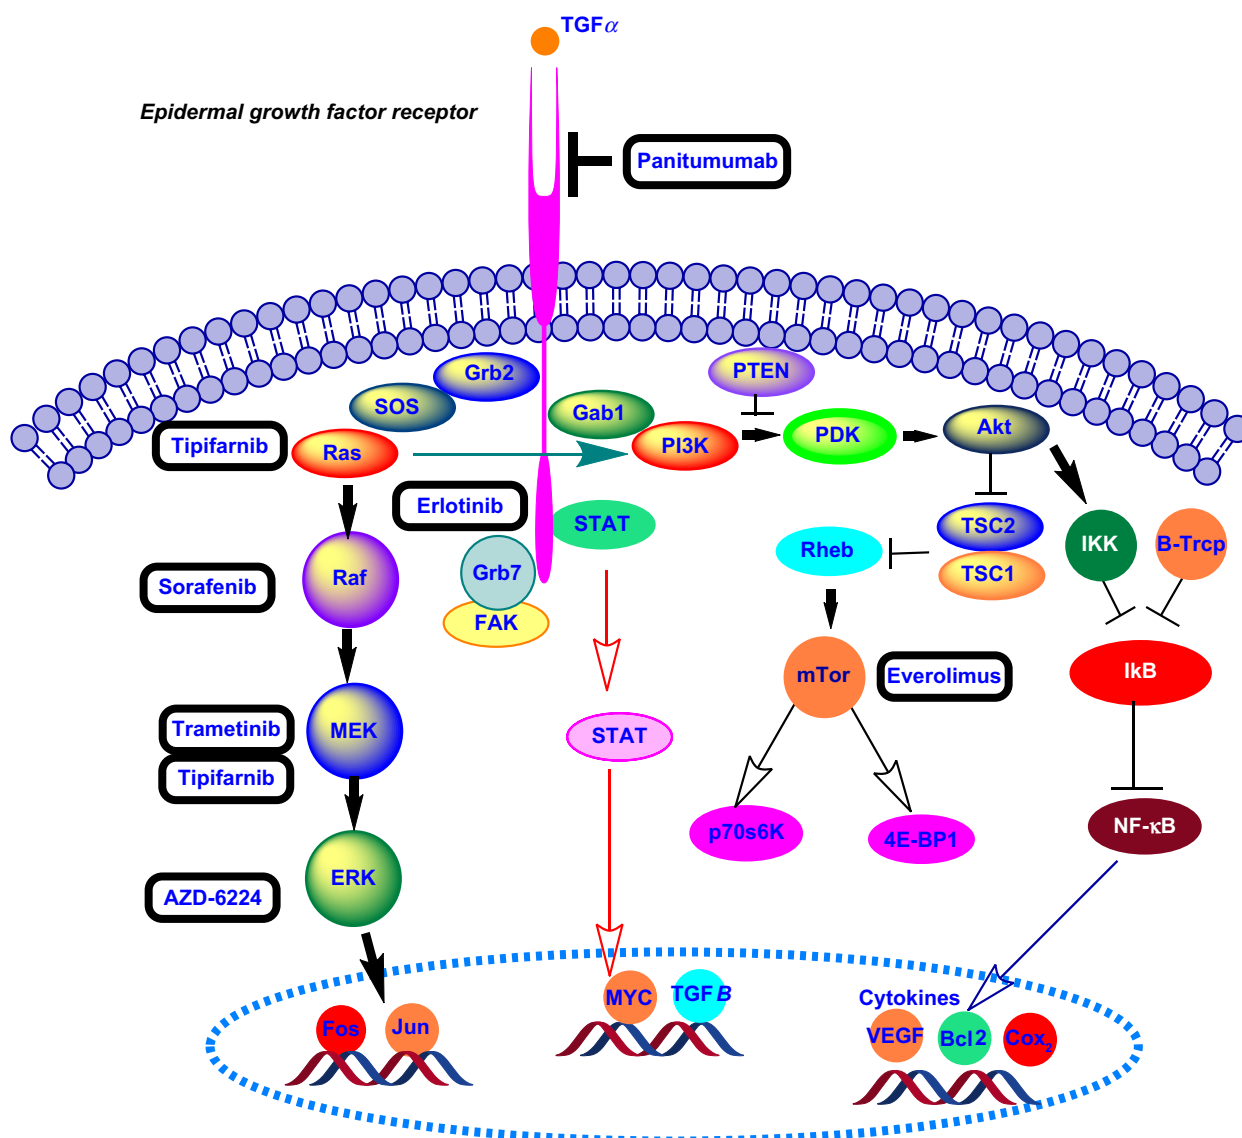 TGFα
Epidermal growth factor receptor
Panitumumab
PTEN
Grb2
SOS
Gab1
Akt
PDK
Tipifarnib
Ras
PI3K
Erlotinib
STAT
TSC2
IKK
B-Trcp
Rheb
TSC1
Grb7
Raf
Sorafenib
FAK
mTor
Everolimus
IkB
Trametinib
MEK
STAT
Tipifarnib
p70s6K
4E-BP1
NF-κB
ERK
AZD-6224
MYC
TGFB
Cytokines
Fos
Jun
VEGF
Bcl2
Cox2